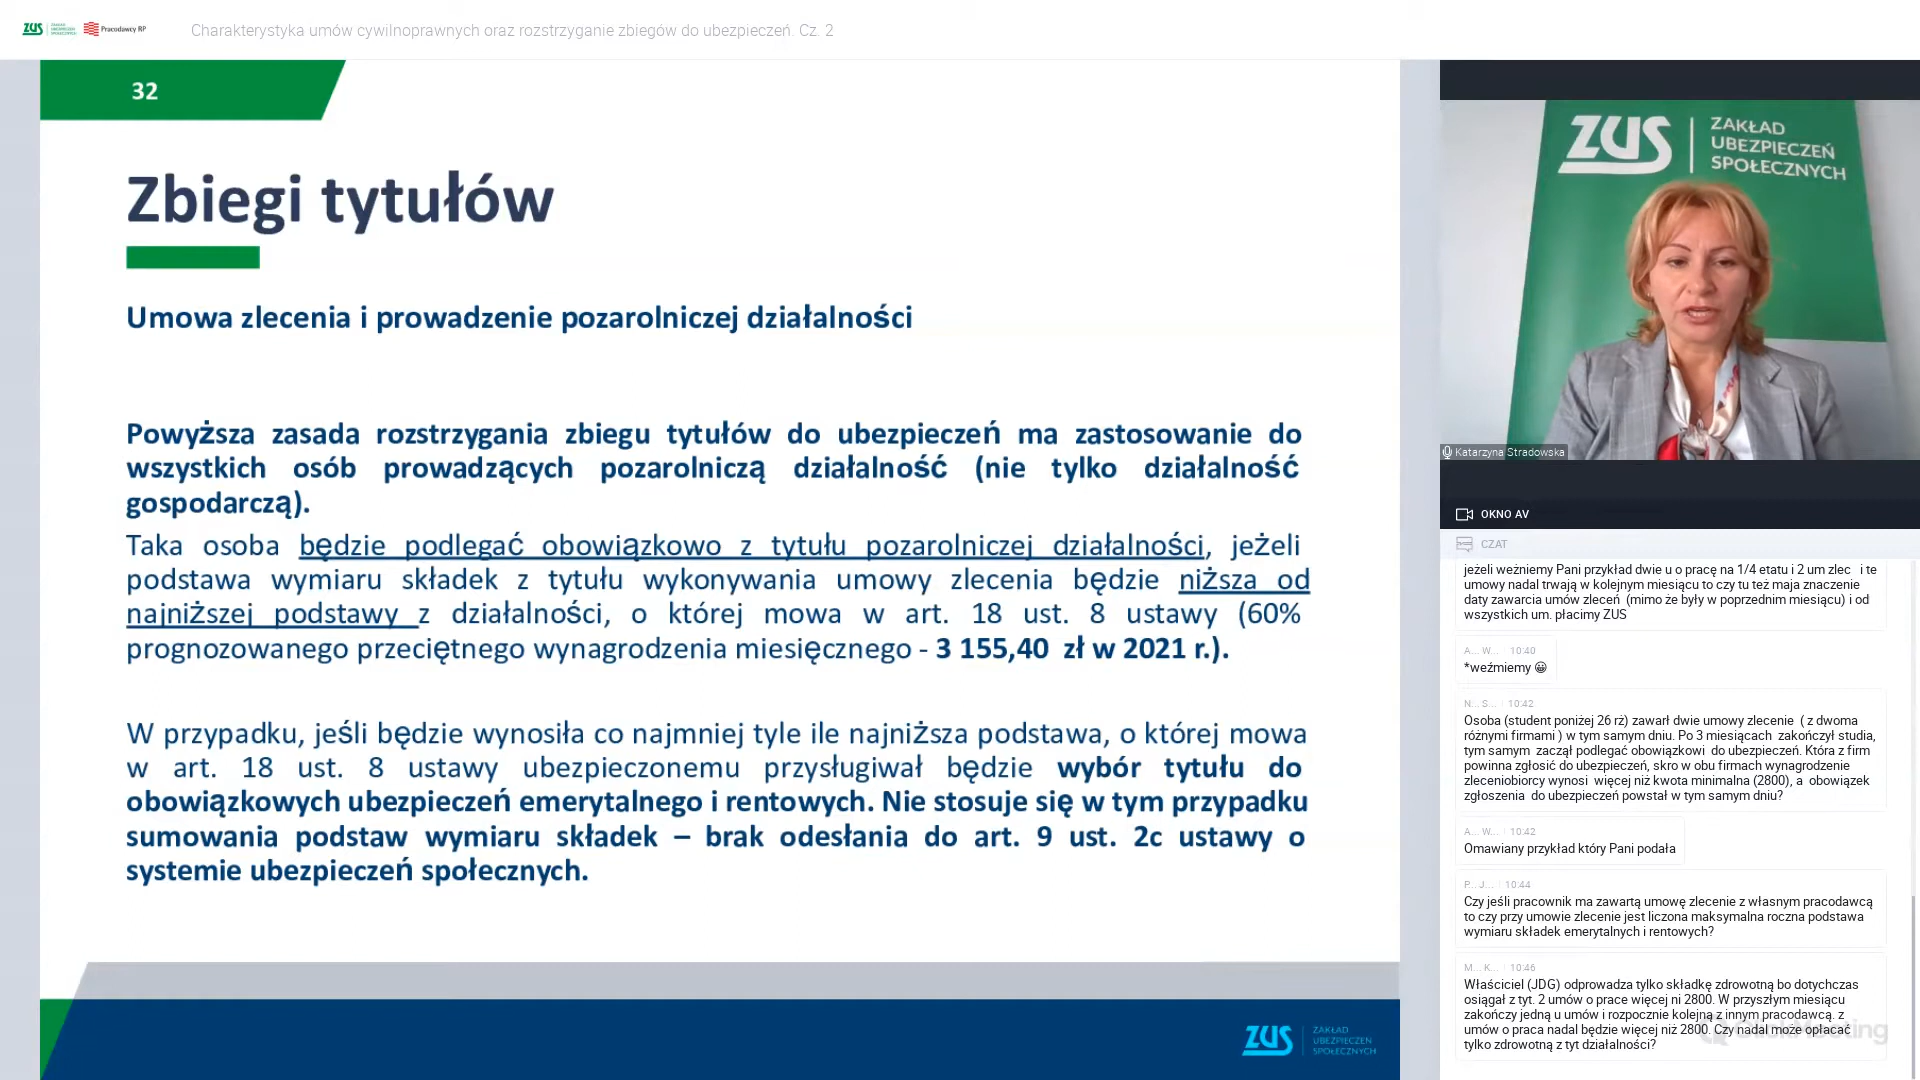 ZUS ZAKŁAD UBEZPIECZEŃ SPOŁECZNYCH Pracodawcy RP
Charakterystyka umów cywilnoprawnych oraz rozstrzyganie zbiegów do ubezpieczeń. Cz. 2
32
Zbiegi tytułów
Umowa zlecenia i prowadzenie pozarolniczej działalności
Powyższa zasada rozstrzygania zbiegu tytułów do ubezpieczeń ma zastosowanie do
wszystkich osób prowadzących pozarolniczą działalność (nie tylko działalność
gospodarczą).
Taka osoba będzie podlegać obowiązkowo z tytułu pozarolniczej działalności, jeżeli
podstawa wymiaru składek z tytułu wykonywania umowy zlecenia będzie niższa od
najniższej podstawy z działalności, o której mowa w art. 18 ust. 8 ustawy (60%
prognozowanego przeciętnego wynagrodzenia miesięcznego - 3 155,40 zł w 2021 r.).
W przypadku, jeśli będzie wynosiła co najmniej tyle ile najniższa podstawa, o której mowa
w art. 18 ust. 8 ustawy ubezpieczonemu przysługiwał będzie wybór tytułu do
obowiązkowych ubezpieczeń emerytalnego i rentowych. Nie stosuje się w tym przypadku
sumowania podstaw wymiaru składek – brak odesłania do art. 9 ust. 2c ustawy o
systemie ubezpieczeń społecznych.
ZUS
ZAKŁAD
UBEZPIECZEŃ
SPOŁECZNYCH
ZUS
ZAKŁAD
UBEZPIECZEŃ
SPOŁECZNYCH
Katarzyna Stradowska
OKNO AV
CZAT
jeżeli weżniemy Pani przykład dwie u o pracę na 1/4 etatu i 2 um zlec i te
umowy nadal trwają w kolejnym miesiącu to czy tu też maja znaczenie
daty zawarcia umów zleceń (mimo że były w poprzednim miesiącu) i od
wszystkich um. płacimy ZUS
A... W... 10:40
*weźmiemy 😀
N... S... 10:42
Osoba (student poniżej 26 rż) zawarł dwie umowy zlecenie ( z dwoma
różnymi firmami ) w tym samym dniu. Po 3 miesiącach zakończył studia,
tym samym zaczął podlegać obowiązkowi do ubezpieczeń. Która z firm
powinna zgłosić do ubezpieczeń, skro w obu firmach wynagrodzenie
zleceniobiorcy wynosi więcej niż kwota minimalna (2800), a obowiązek
zgłoszenia do ubezpieczeń powstał w tym samym dniu?
A... W... 10:42
Omawiany przykład który Pani podała
P... J... 10:44
Czy jeśli pracownik ma zawartą umowę zlecenie z własnym pracodawcą
to czy przy umowie zlecenie jest liczona maksymalna roczna podstawa
wymiaru składek emerytalnych i rentowych?
M... K... 10:46
Właściciel (JDG) odprowadza tylko składkę zdrowotną bo dotychczas
osiągał z tyt. 2 umów o prace więcej ni 2800. W przyszłym miesiącu
zakończy jedną u umów i rozpocznie kolejną z innym pracodawcą. z
umów o praca nadal będzie więcej niż 2800. Czy nadal może opłacać
tylko zdrowotną z tyt działalności?
ClickMeeting